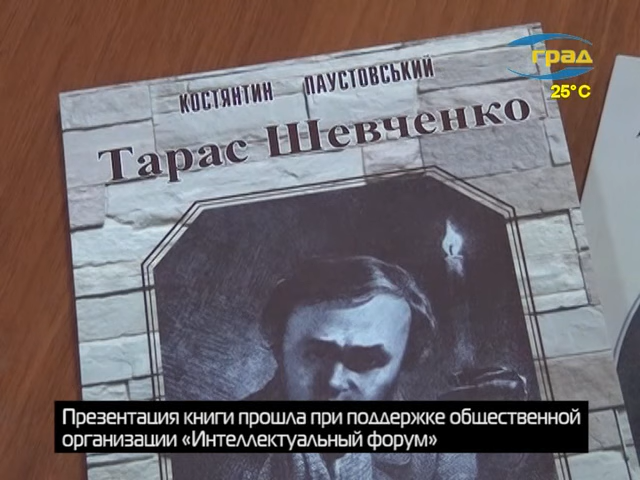 град
25°C
КОСТЯНТИН ПАУСТОВСЬКИЙ
Тарас Шевченко
Презентация книги прошла при поддержке общественной
организации «Интеллектуальный форум»